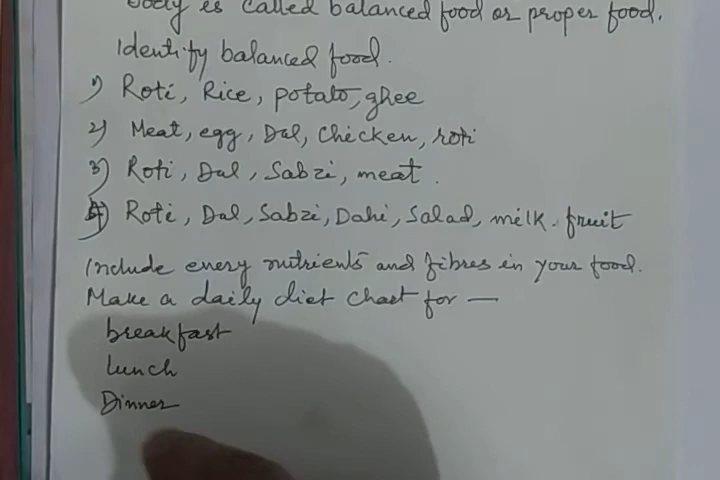 body is called balanced food or proper food.
Identify balanced food.
1) Roti, Rice, potato, ghee
2) Meat, egg, Dal, Chicken, roti
3) Roti, Dal, Sabzi, meat.
4) Roti, Dal, Sabzi, Dahi, Salad, milk. fruit
Include every nutrients and fibres in your food.
Make a daily diet chart for —
breakfast
lunch
Dinner